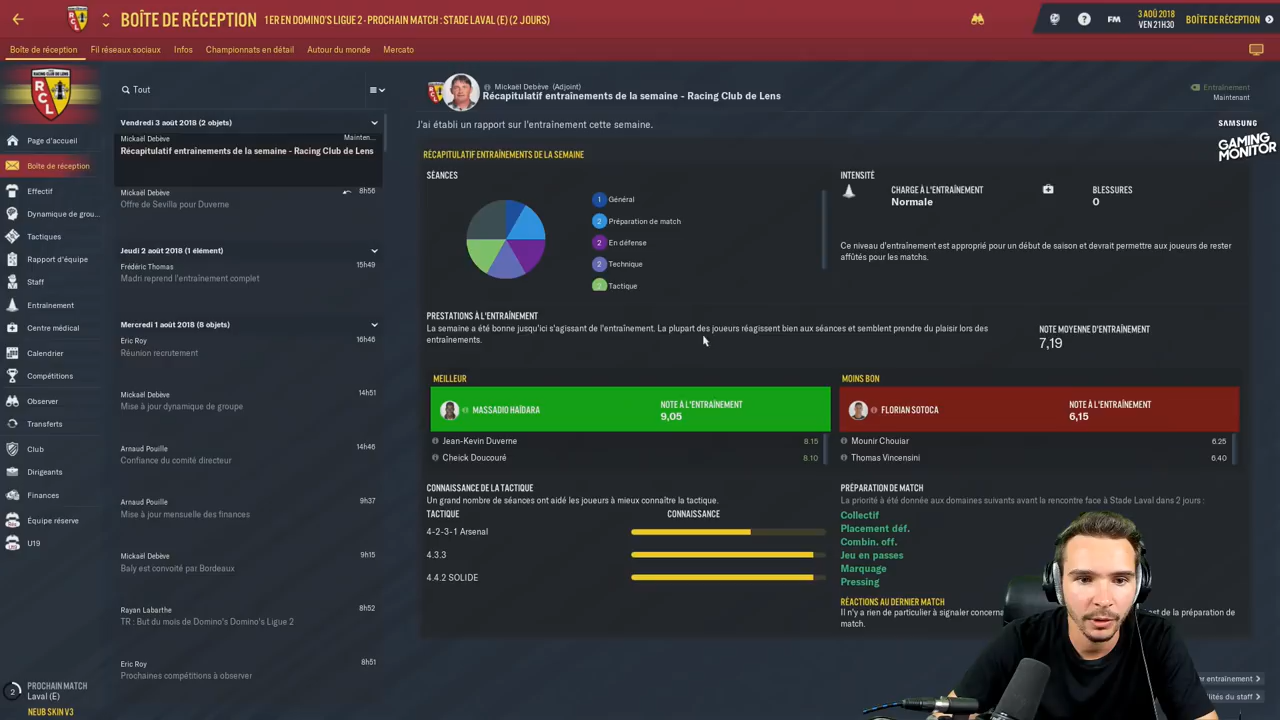 BOÎTE DE RÉCEPTION
1 ER EN DOMINO'S LIGUE 2 - PROCHAIN MATCH : STADE LAVAL (E) (2 JOURS)
FM
3 AOÛ 2018
VEN 21H30
BOÎTE DE RÉCEPTION
Boîte de réception
Fil réseaux sociaux
Infos
Championnats en détail
Autour du monde
Mercato
RCL
Page d'accueil
Boîte de réception
Effectif
Dynamique de grou...
Tactiques
Rapport d'équipe
Staff
Entraînement
Centre médical
Calendrier
Compétitions
Observer
Transferts
Club
Dirigeants
Finances
Équipe réserve
U19
2
PROCHAIN MATCH
Laval (E)
NEUB SKIN V3
Tout
Vendredi 3 août 2018 (2 objets)
Mickaël Debève
Mainten...
Récapitulatif entraînements de la semaine - Racing Club de Lens
Mickaël Debève
8h56
Offre de Sevilla pour Duverne
Jeudi 2 août 2018 (1 élément)
Frédéric Thomas
15h49
Madri reprend l'entraînement complet
Mercredi 1 août 2018 (8 objets)
Eric Roy
16h46
Réunion recrutement
Mickaël Debève
14h51
Mise à jour dynamique de groupe
Arnaud Pouille
14h46
Confiance du comité directeur
Arnaud Pouille
9h37
Mise à jour mensuelle des finances
Mickaël Debève
9h15
Baly est convoité par Bordeaux
Rayan Labarthe
8h52
TR : But du mois de Domino's Domino's Ligue 2
Eric Roy
8h51
Prochaines compétitions à observer
Mickaël Debève (Adjoint)
Récapitulatif entraînements de la semaine - Racing Club de Lens
Entraînement
Maintenant
J'ai établi un rapport sur l'entraînement cette semaine.
SAMSUNG
GAMING
MONITOR
RÉCAPITULATIF ENTRAÎNEMENTS DE LA SEMAINE
SÉANCES
1 Général
2 Préparation de match
2 En défense
2 Technique
2 Tactique
INTENSITÉ
CHARGE À L'ENTRAÎNEMENT
Normale
BLESSURES
0
Ce niveau d'entraînement est approprié pour un début de saison et devrait permettre aux joueurs de rester
affûtés pour les matchs.
PRESTATIONS À L'ENTRAÎNEMENT
La semaine a été bonne jusqu'ici s'agissant de l'entraînement. La plupart des joueurs réagissent bien aux séances et semblent prendre du plaisir lors des
entraînements.
NOTE MOYENNE D'ENTRAÎNEMENT
7,19
MEILLEUR
MASSADIO HAÏDARA
NOTE À L'ENTRAÎNEMENT
9,05
Jean-Kevin Duverne
8.15
Cheick Doucouré
8.10
MOINS BON
FLORIAN SOTOCA
NOTE À L'ENTRAÎNEMENT
6,15
Mounir Chouiar
6.25
Thomas Vincensini
6.40
CONNAISSANCE DE LA TACTIQUE
Un grand nombre de séances ont aidé les joueurs à mieux connaître la tactique.
TACTIQUE
CONNAISSANCE
4-2-3-1 Arsenal
4.3.3
4.4.2 SOLIDE
PRÉPARATION DE MATCH
La priorité a été donnée aux domaines suivants avant la rencontre face à Stade Laval dans 2 jours :
Collectif
Placement déf.
Combin. off.
Jeu en passes
Marquage
Pressing
RÉACTIONS AU DERNIER MATCH
Il n'y a rien de particulier à signaler concerna
est de la préparation de
match.
er entraînement
ilités du staff